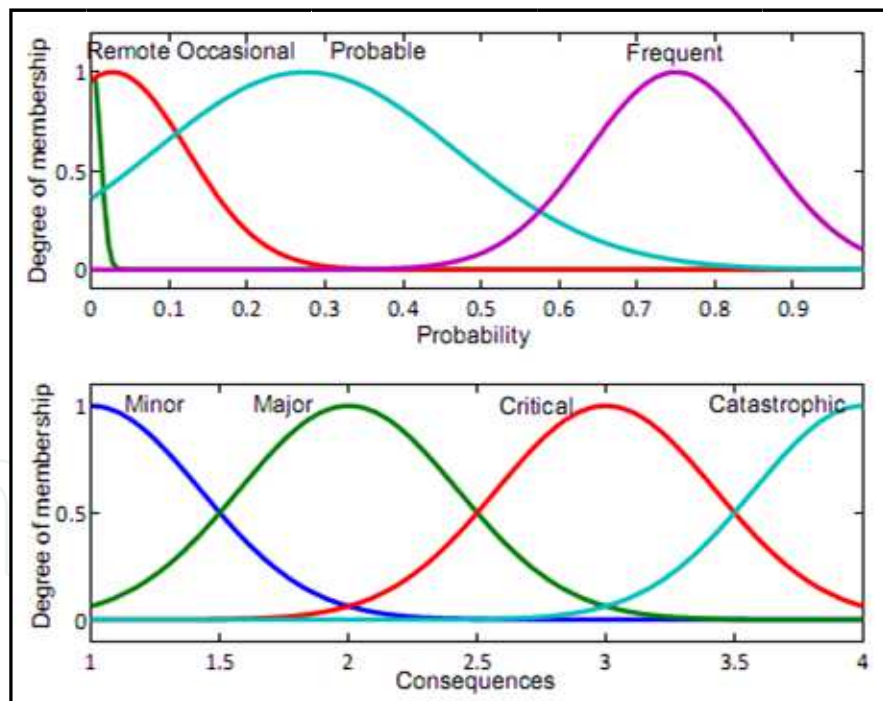 Remote Occasional Probable Frequent
Degree of membership
1
0.5
0
0 0.1 0.2 0.3 0.4 0.5 0.6 0.7 0.8 0.9
Probability
Minor Major Critical Catastrophic
Degree of membership
1
0.5
0
1 1.5 2 2.5 3 3.5 4
Consequences